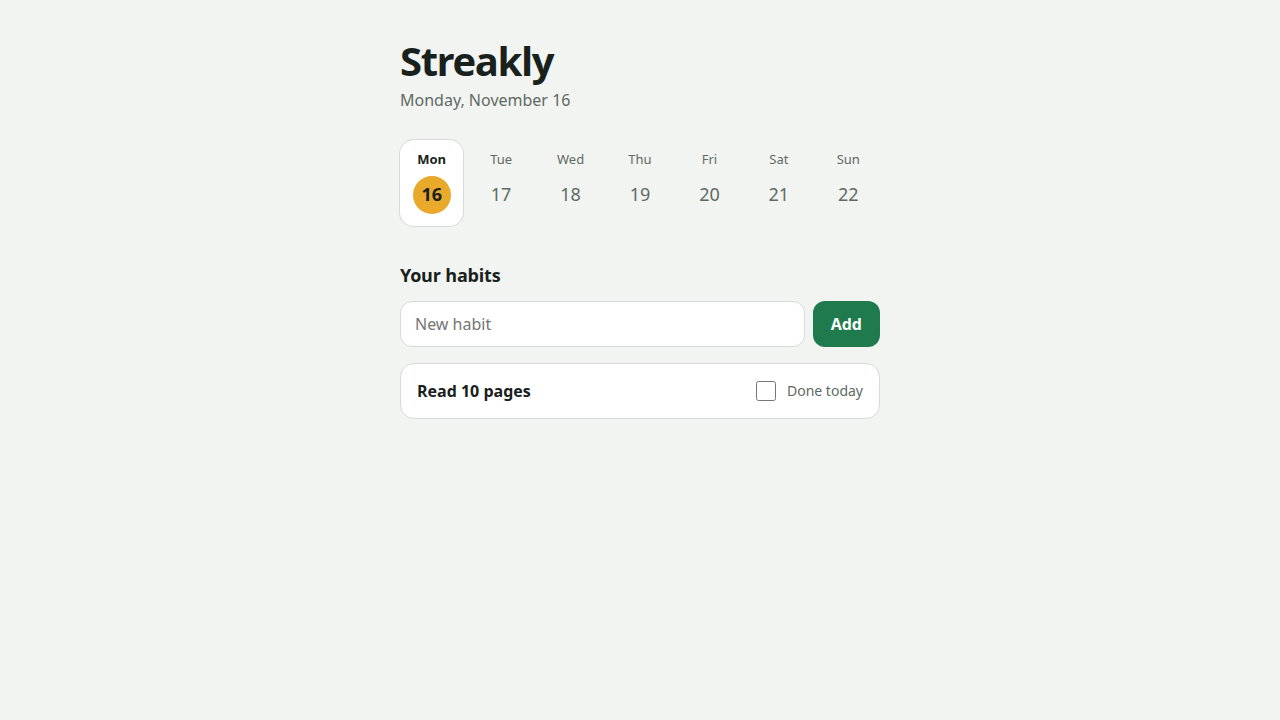 Streakly
Monday, November 16
Mon Tue Wed Thu Fri Sat Sun
16 17 18 19 20 21 22
Your habits
New habit Add
Read 10 pages Done today